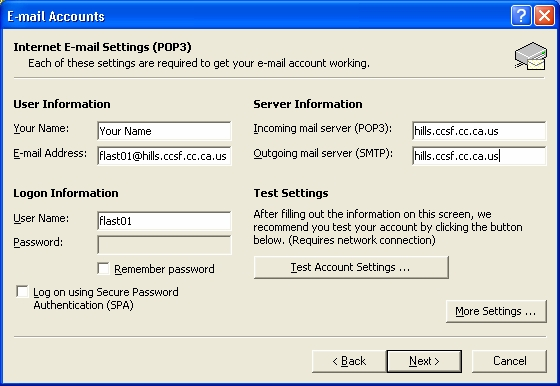 E-mail Accounts
Internet E-mail Settings (POP3)
Each of these settings are required to get your e-mail account working.
User Information
Your Name: Your Name
E-mail Address: flast01@hills.ccsf.cc.ca.us
Server Information
Incoming mail server (POP3): hills.ccsf.cc.ca.us
Outgoing mail server (SMTP): hills.ccsf.cc.ca.us
Logon Information
User Name: flast01
Password:
Remember password
Log on using Secure Password
Authentication (SPA)
Test Settings
After filling out the information on this screen, we
recommend you test your account by clicking the button
below. (Requires network connection)
Test Account Settings ...
More Settings ...
< Back
Next >
Cancel